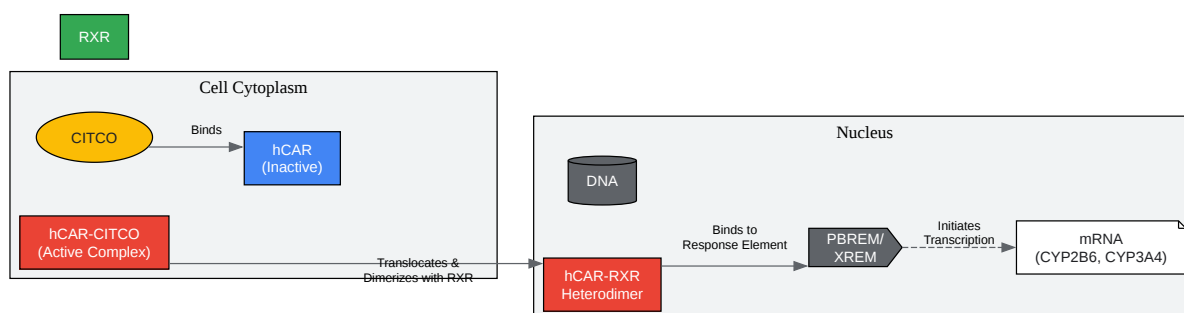 RXR
Cell Cytoplasm
CITCO
Binds
hCAR
(Inactive)
hCAR-CITCO
(Active Complex)
Translocates &
Dimerizes with RXR
Nucleus
DNA
hCAR-RXR
Heterodimer
Binds to
Response Element
PBREM/
XREM
Initiates
Transcription
mRNA
(CYP2B6, CYP3A4)